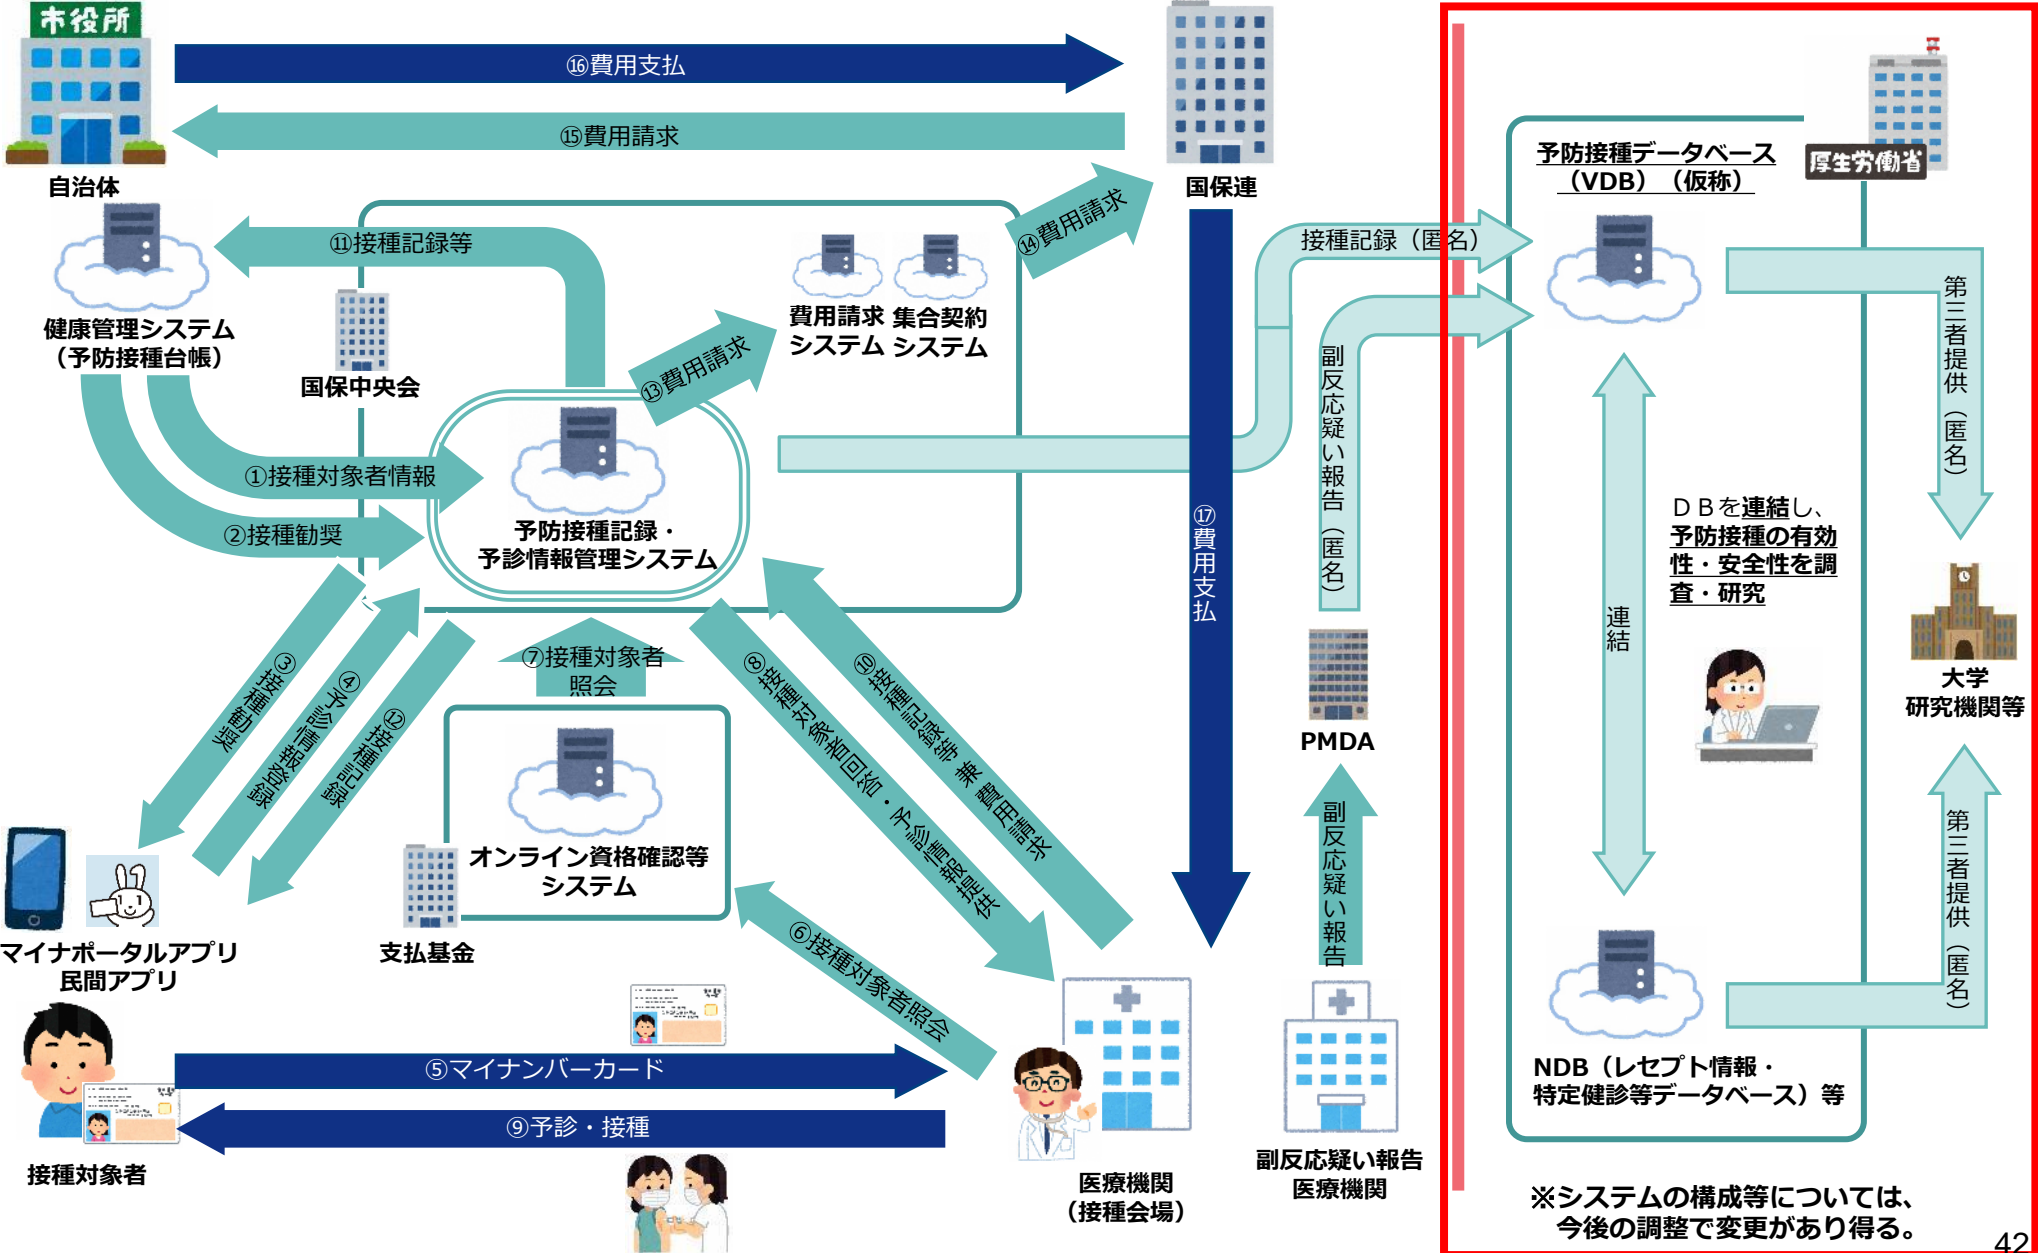 市役所
自治体
⑯費用支払
⑮費用請求
国保連
健康管理システム
（予防接種台帳）
⑪接種記録等
国保中央会
①接種対象者情報
②接種勧奨
予防接種記録・
予診情報管理システム
⑬費用請求
費用請求
システム
集合契約
システム
⑭費用請求
③接種勧奨
④予診情報登録
⑫接種記録
⑦接種対象者
照会
オンライン資格確認等
システム
支払基金
⑧接種対象者回答・予診情報提供
⑩接種記録等 兼 費用請求
⑥接種対象者照会
⑰費用支払
マイナポータルアプリ
民間アプリ
接種対象者
⑤マイナンバーカード
⑨予診・接種
医療機関
（接種会場）
接種記録（匿名）
副反応疑い報告（匿名）
PMDA
副反応疑い報告
副反応疑い報告
医療機関
厚生労働省
予防接種データベース
（VDB）（仮称）
第三者提供（匿名）
連結
ＤＢを連結し、
予防接種の有効
性・安全性を調
査・研究
大学
研究機関等
第三者提供（匿名）
NDB（レセプト情報・
特定健診等データベース）等
※システムの構成等については、
今後の調整で変更があり得る。
42